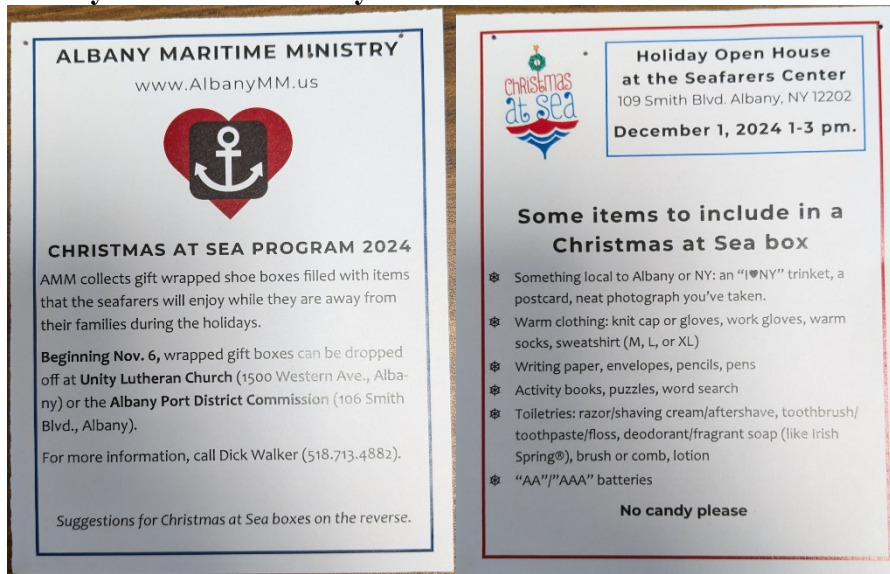 ALBANY MARITIME MINISTRY
www.AlbanyMM.us
CHRISTMAS AT SEA PROGRAM 2024
AMM collects gift wrapped shoe boxes filled with items
that the seafarers will enjoy while they are away from
their families during the holidays.
Beginning Nov. 6, wrapped gift boxes can be dropped
off at Unity Lutheran Church (1500 Western Ave., Alba-
ny) or the Albany Port District Commission (106 Smith
Blvd., Albany).
For more information, call Dick Walker (518.713.4882).
Suggestions for Christmas at Sea boxes on the reverse.
CHRISTMAS
at SEA
Holiday Open House
at the Seafarers Center
109 Smith Blvd. Albany, NY 12202
December 1, 2024 1-3 pm.
Some items to include in a
Christmas at Sea box
Something local to Albany or NY: an “I♥NY” trinket, a
postcard, neat photograph you’ve taken.
Warm clothing: knit cap or gloves, work gloves, warm
socks, sweatshirt (M, L, or XL)
Writing paper, envelopes, pencils, pens
Activity books, puzzles, word search
Toiletries: razor/shaving cream/aftershave, toothbrush/
toothpaste/floss, deodorant/fragrant soap (like Irish
Spring®), brush or comb, lotion
“AA”/”AAA” batteries
No candy please